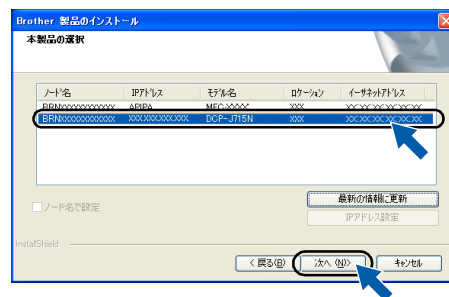 Brother 製品のインストール
本製品の選択
ノード名 IPアドレス モデル名 ロケーション イーサネットアドレス
BRNXXXXXXXXXXXX APIPA MFC-XXXX XXX XX:XX:XX:XX:XX:XX
BRNXXXXXXXXXXXX XXX.XXX.XXX.XXX DCP-J715N XXX XX:XX:XX:XX:XX:XX
最新の情報に更新
ノード名で設定
IPアドレス設定
InstallShield
< 戻る(B) 次へ (N)> キャンセル